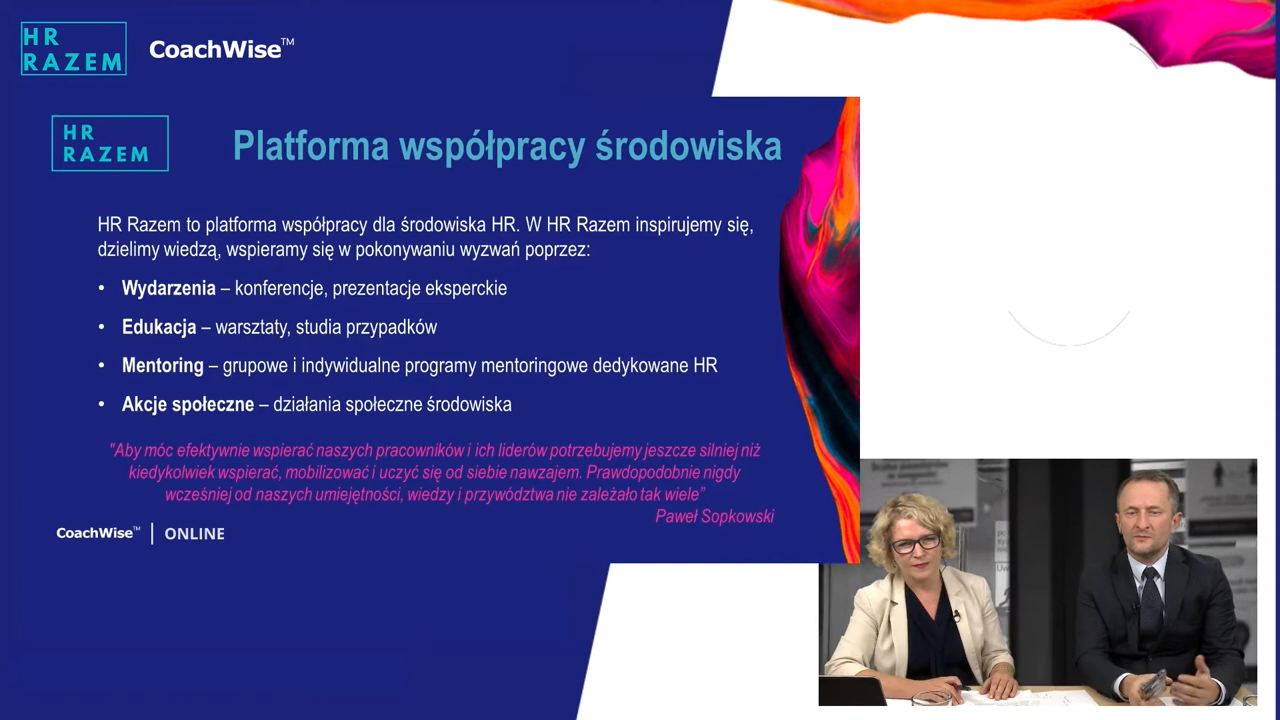 HR
RAZEM
CoachWise™
HR
RAZEM
Platforma współpracy środowiska
HR Razem to platforma współpracy dla środowiska HR. W HR Razem inspirujemy się,
dzielimy wiedzą, wspieramy się w pokonywaniu wyzwań poprzez:
• Wydarzenia – konferencje, prezentacje eksperckie
• Edukacja – warsztaty, studia przypadków
• Mentoring – grupowe i indywidualne programy mentoringowe dedykowane HR
• Akcje społeczne – działania społeczne środowiska
"Aby móc efektywnie wspierać naszych pracowników i ich liderów potrzebujemy jeszcze silniej niż
kiedykolwiek wspierać, mobilizować i uczyć się od siebie nawzajem. Prawdopodobnie nigdy
wcześniej od naszych umiejętności, wiedzy i przywództwa nie zależało tak wiele”
Paweł Sopkowski
CoachWise™ | ONLINE